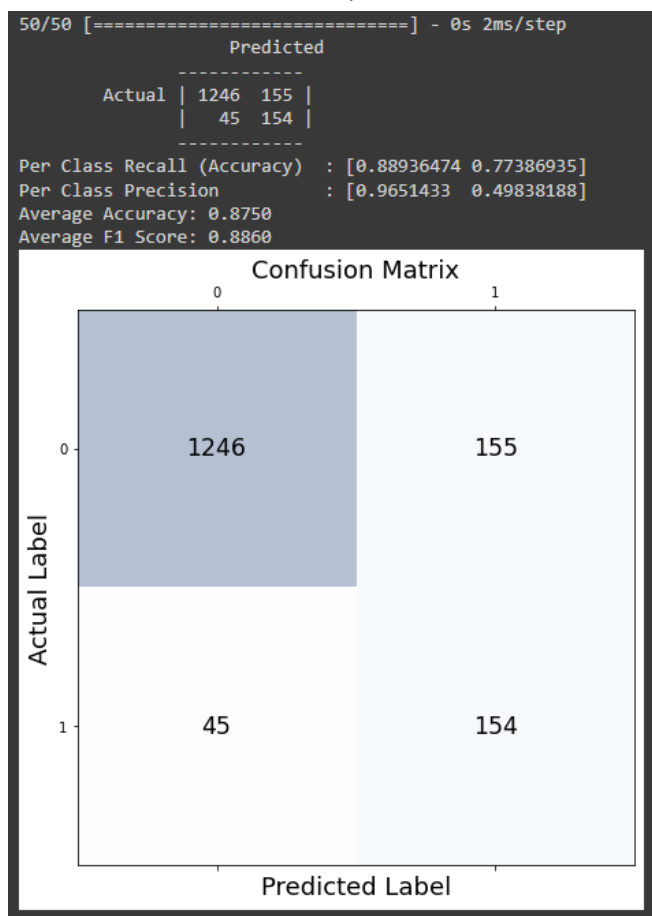 50/50 [==============================] - 0s 2ms/step
Predicted
------------
Actual | 1246 155 |
| 45 154 |
------------
Per Class Recall (Accuracy) : [0.88936474 0.77386935]
Per Class Precision : [0.9651433 0.49838188]
Average Accuracy: 0.8750
Average F1 Score: 0.8860
Confusion Matrix
0 1
0 1246 155
Actual Label
1 45 154
Predicted Label